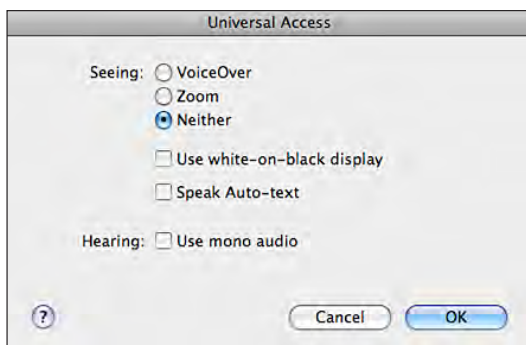 Universal Access
Seeing: VoiceOver
Zoom
Neither
Use white-on-black display
Speak Auto-text
Hearing: Use mono audio
? Cancel OK